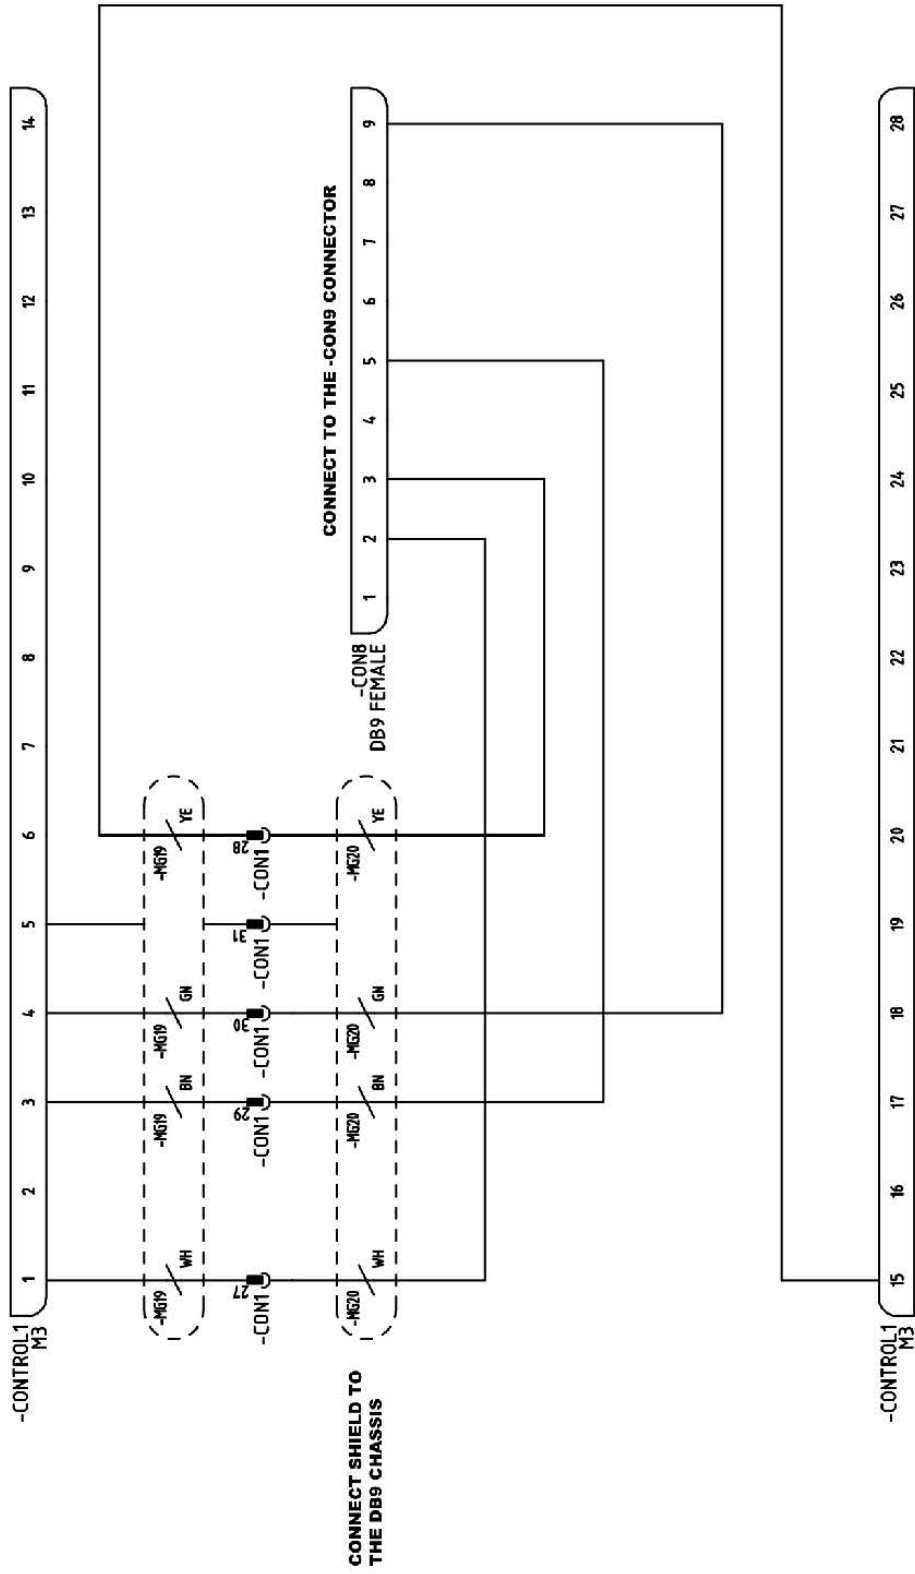 -CONTROL1
M3
1 2 3 4 5 6 7 8 9 10 11 12 13 14
-MG19 WH
-MG19 BN
-MG19 GN
-MG19 YE
27
-CON1
29
-CON1
30
-CON1
31
-CON1
28
-CON1
CONNECT SHIELD TO
THE DB9 CHASSIS
-MG20 WH
-MG20 BN
-MG20 GN
-MG20 YE
CONNECT TO THE -CON9 CONNECTOR
-CON8
DB9 FEMALE
1 2 3 4 5 6 7 8 9
-CONTROL1
M3
15 16 17 18 19 20 21 22 23 24 25 26 27 28